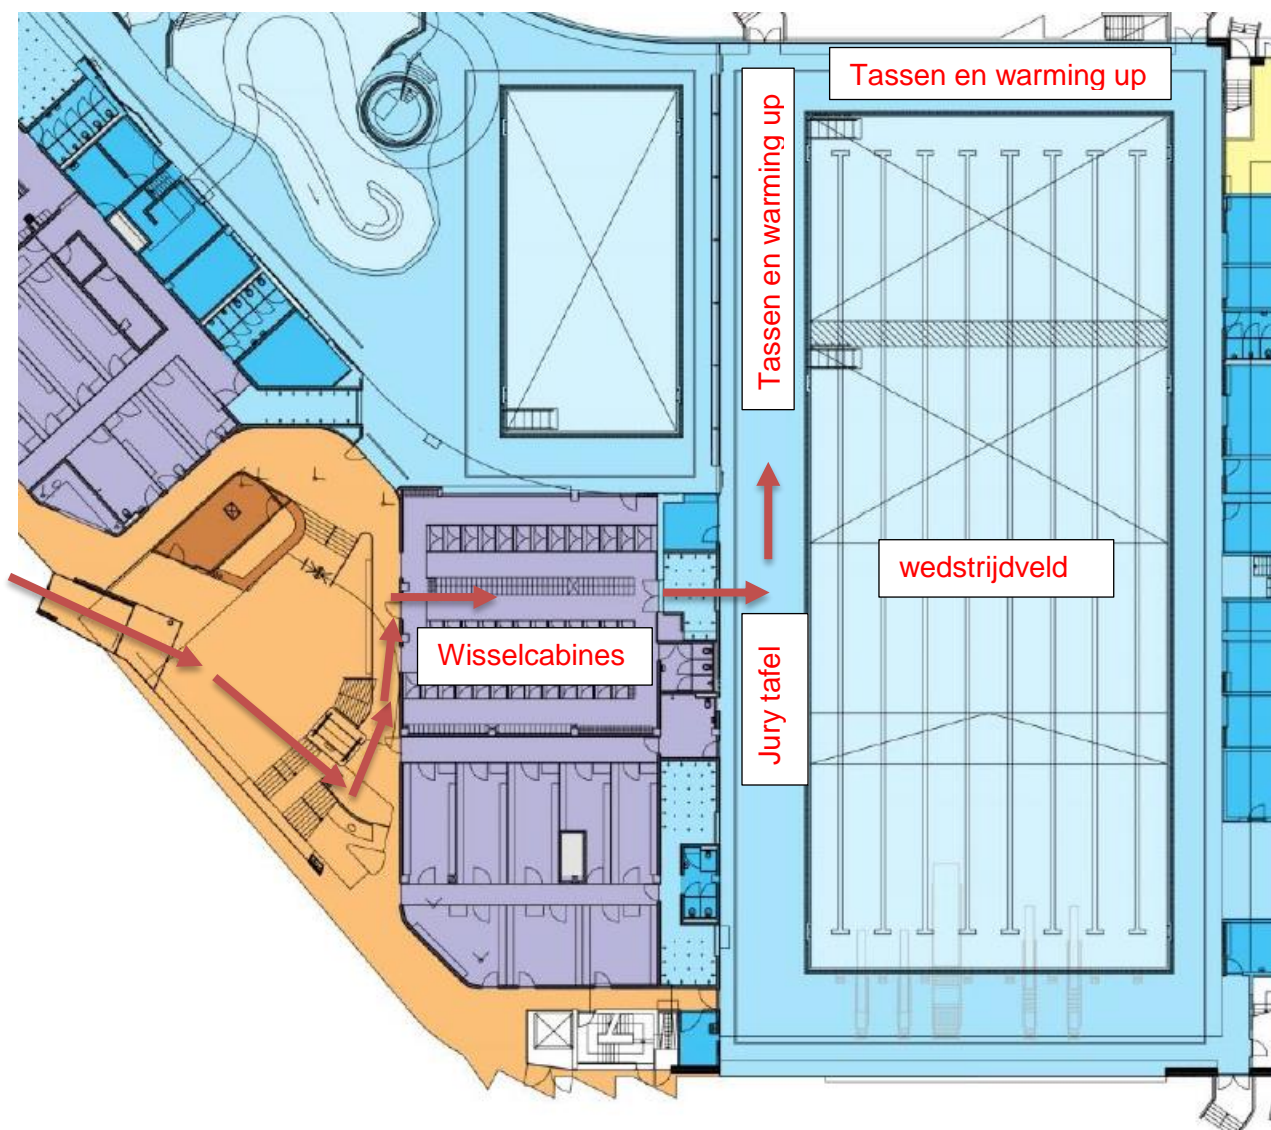 Tassen en warming up
Tassen en warming up
wedstrijdveld
Wisselcabines
Jury tafel